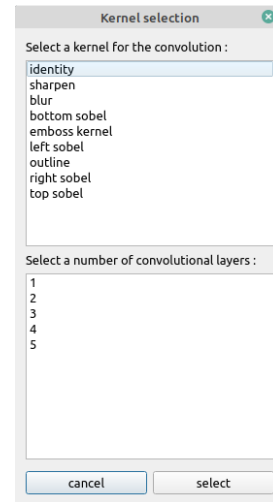 Kernel selection
Select a kernel for the convolution :
identity
sharpen
blur
bottom sobel
emboss kernel
left sobel
outline
right sobel
top sobel
Select a number of convolutional layers :
1
2
3
4
5
cancel select